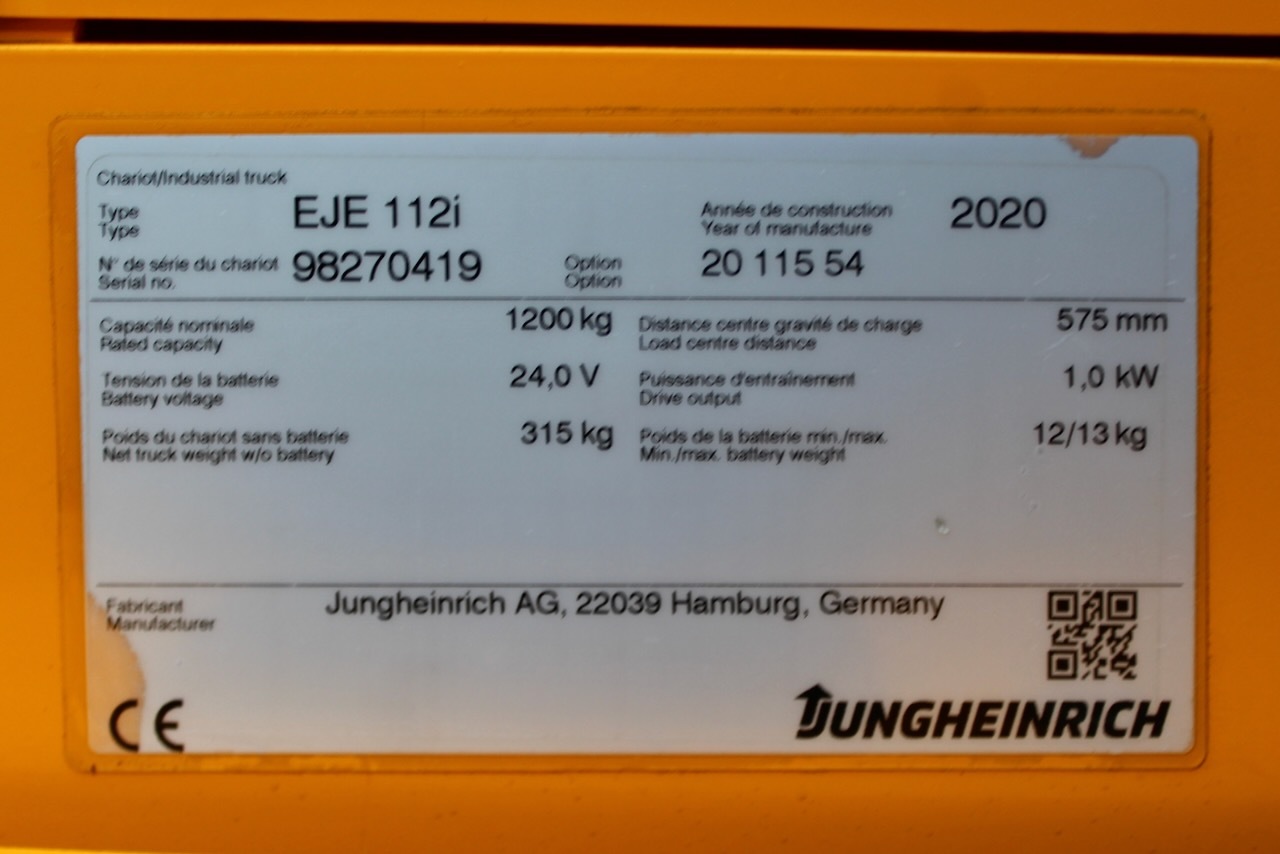 Chariot/Industrial truck
Type EJE 112i Année de construction 2020
Type Year of manufacture
N° de série du chariot 98270419 Option 20 115 54
Serial no. Option
Capacité nominale 1200 kg Distance centre gravité de charge 575 mm
Rated capacity Load centre distance
Tension de la batterie 24,0 V Puissance d'entraînement 1,0 kW
Battery voltage Drive output
Poids du chariot sans batterie 315 kg Poids de la batterie min./max. 12/13 kg
Net truck weight w/o battery Min./max. battery weight
Fabricant Jungheinrich AG, 22039 Hamburg, Germany
Manufacturer
CE JUNGHEINRICH